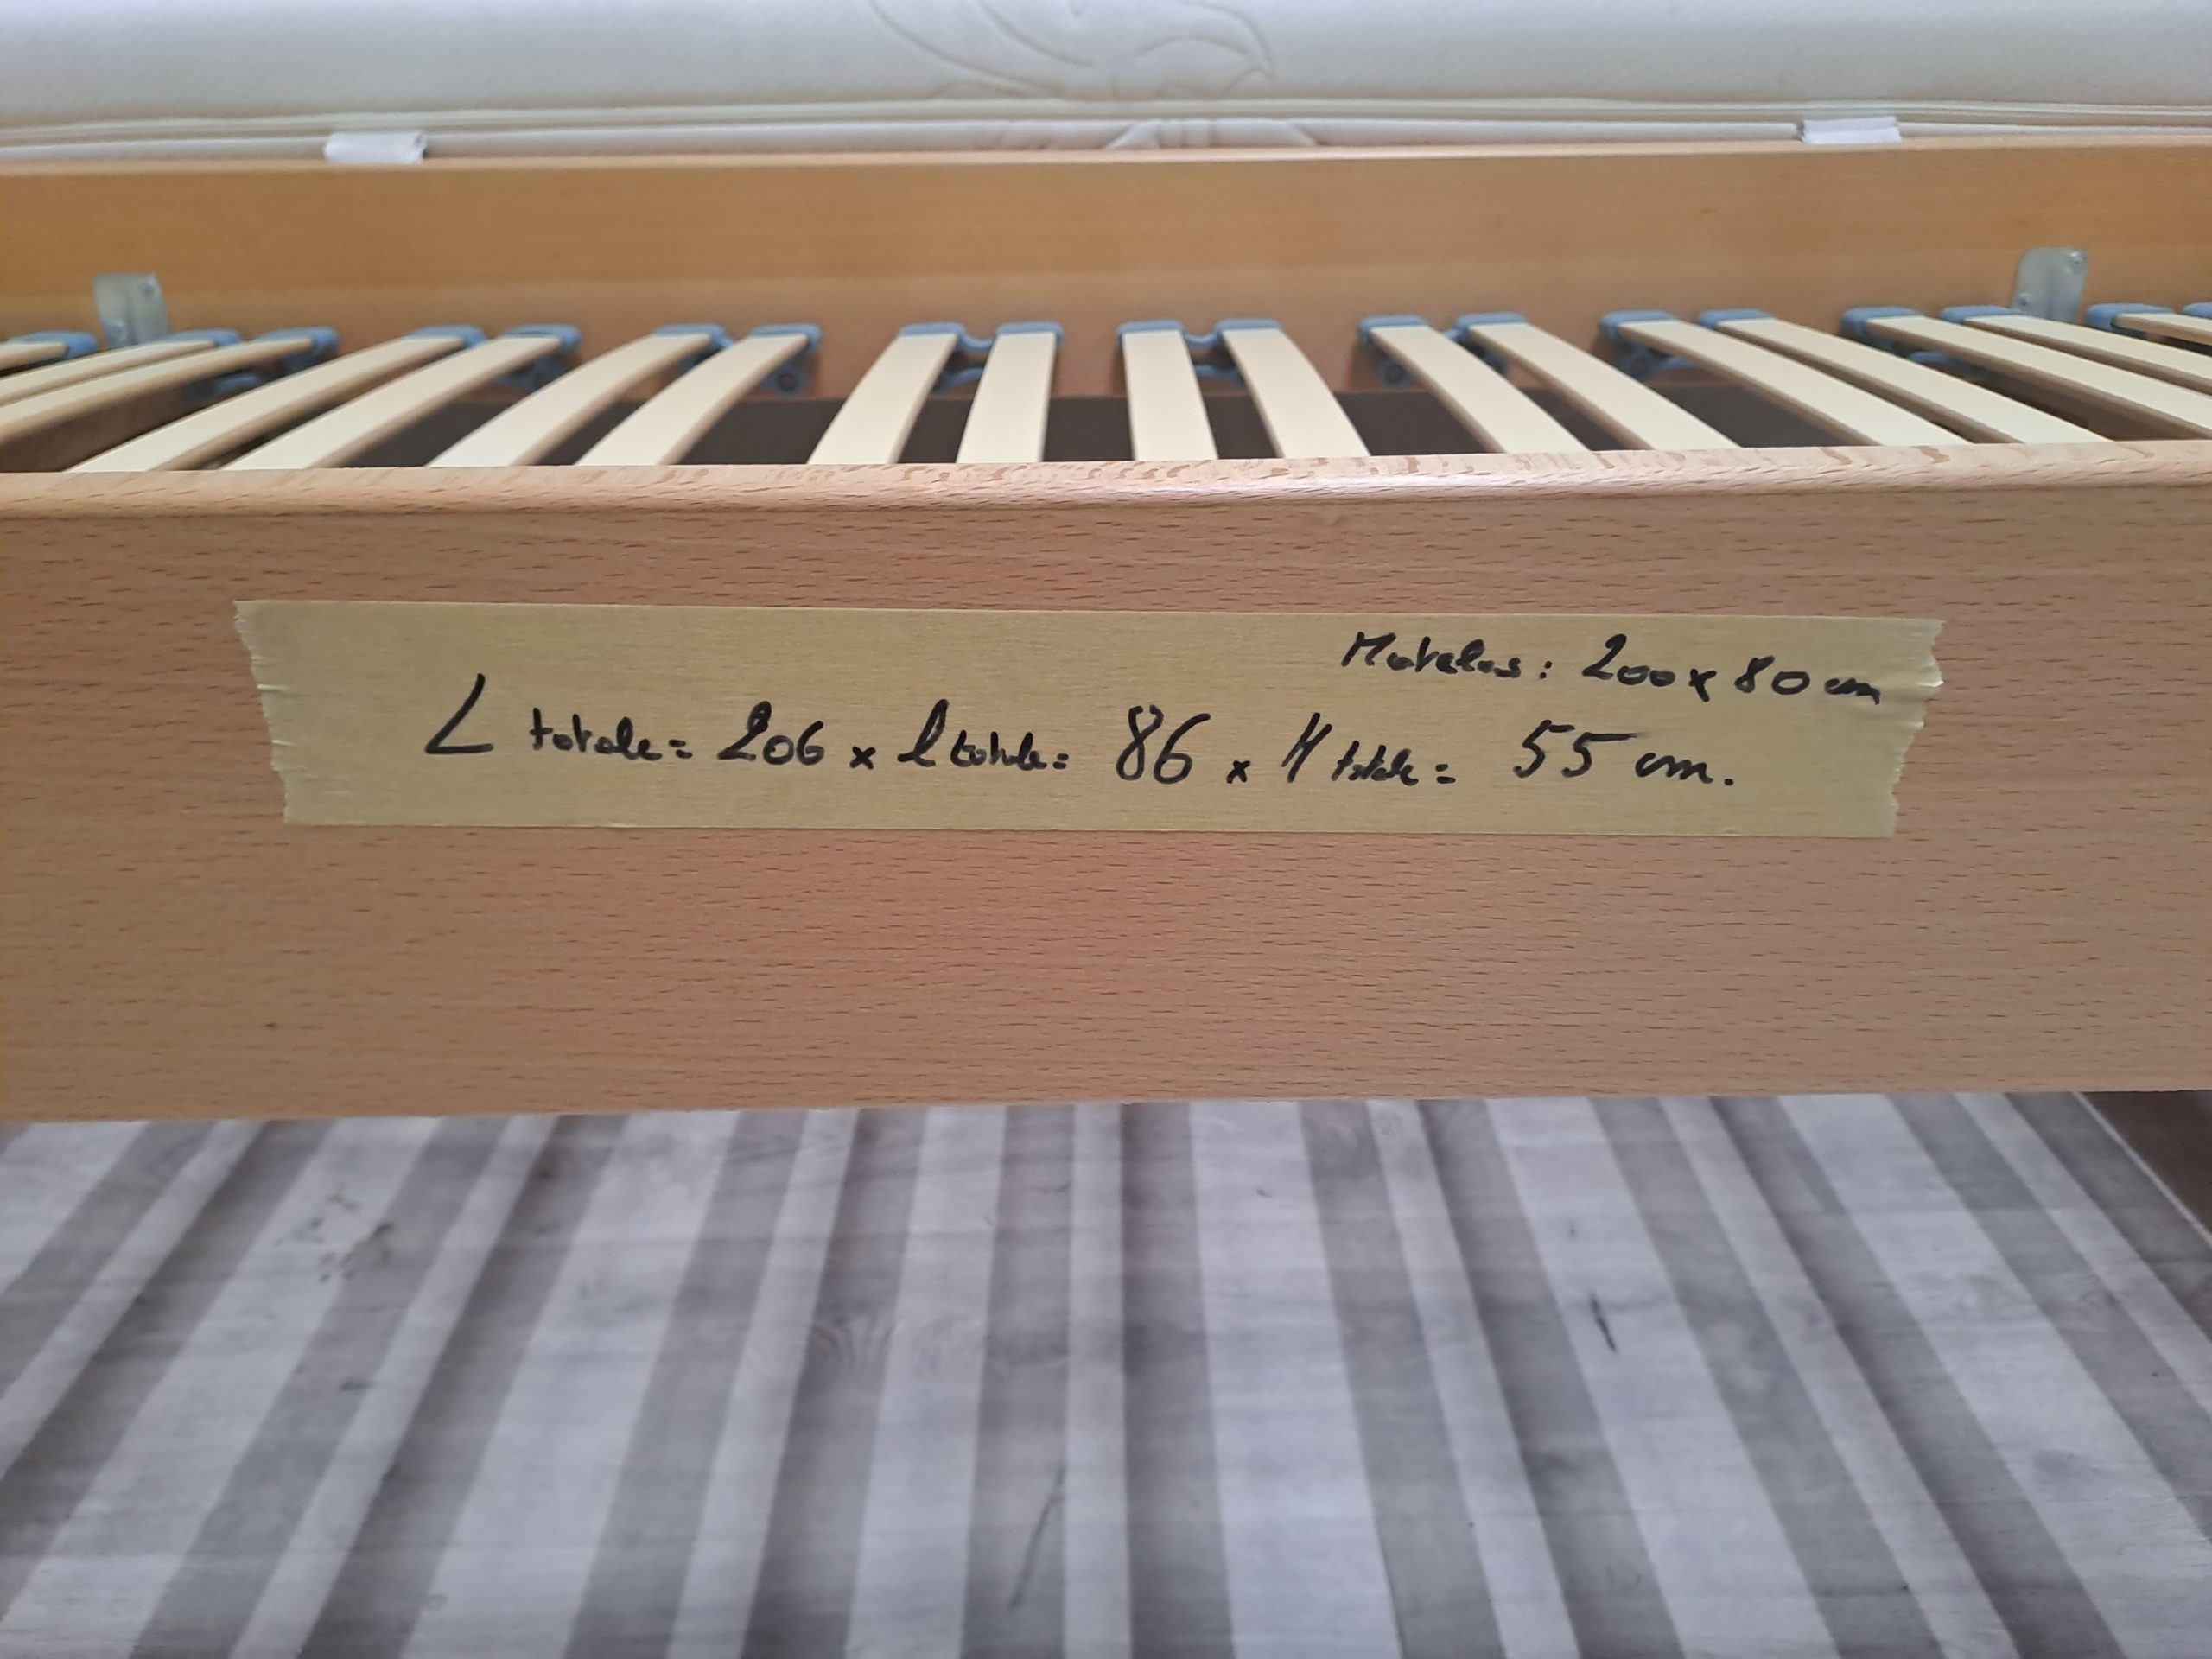 Matelas : 200 x 80 cm
L totale = 206 x l totale = 86 x H totale = 55 cm.